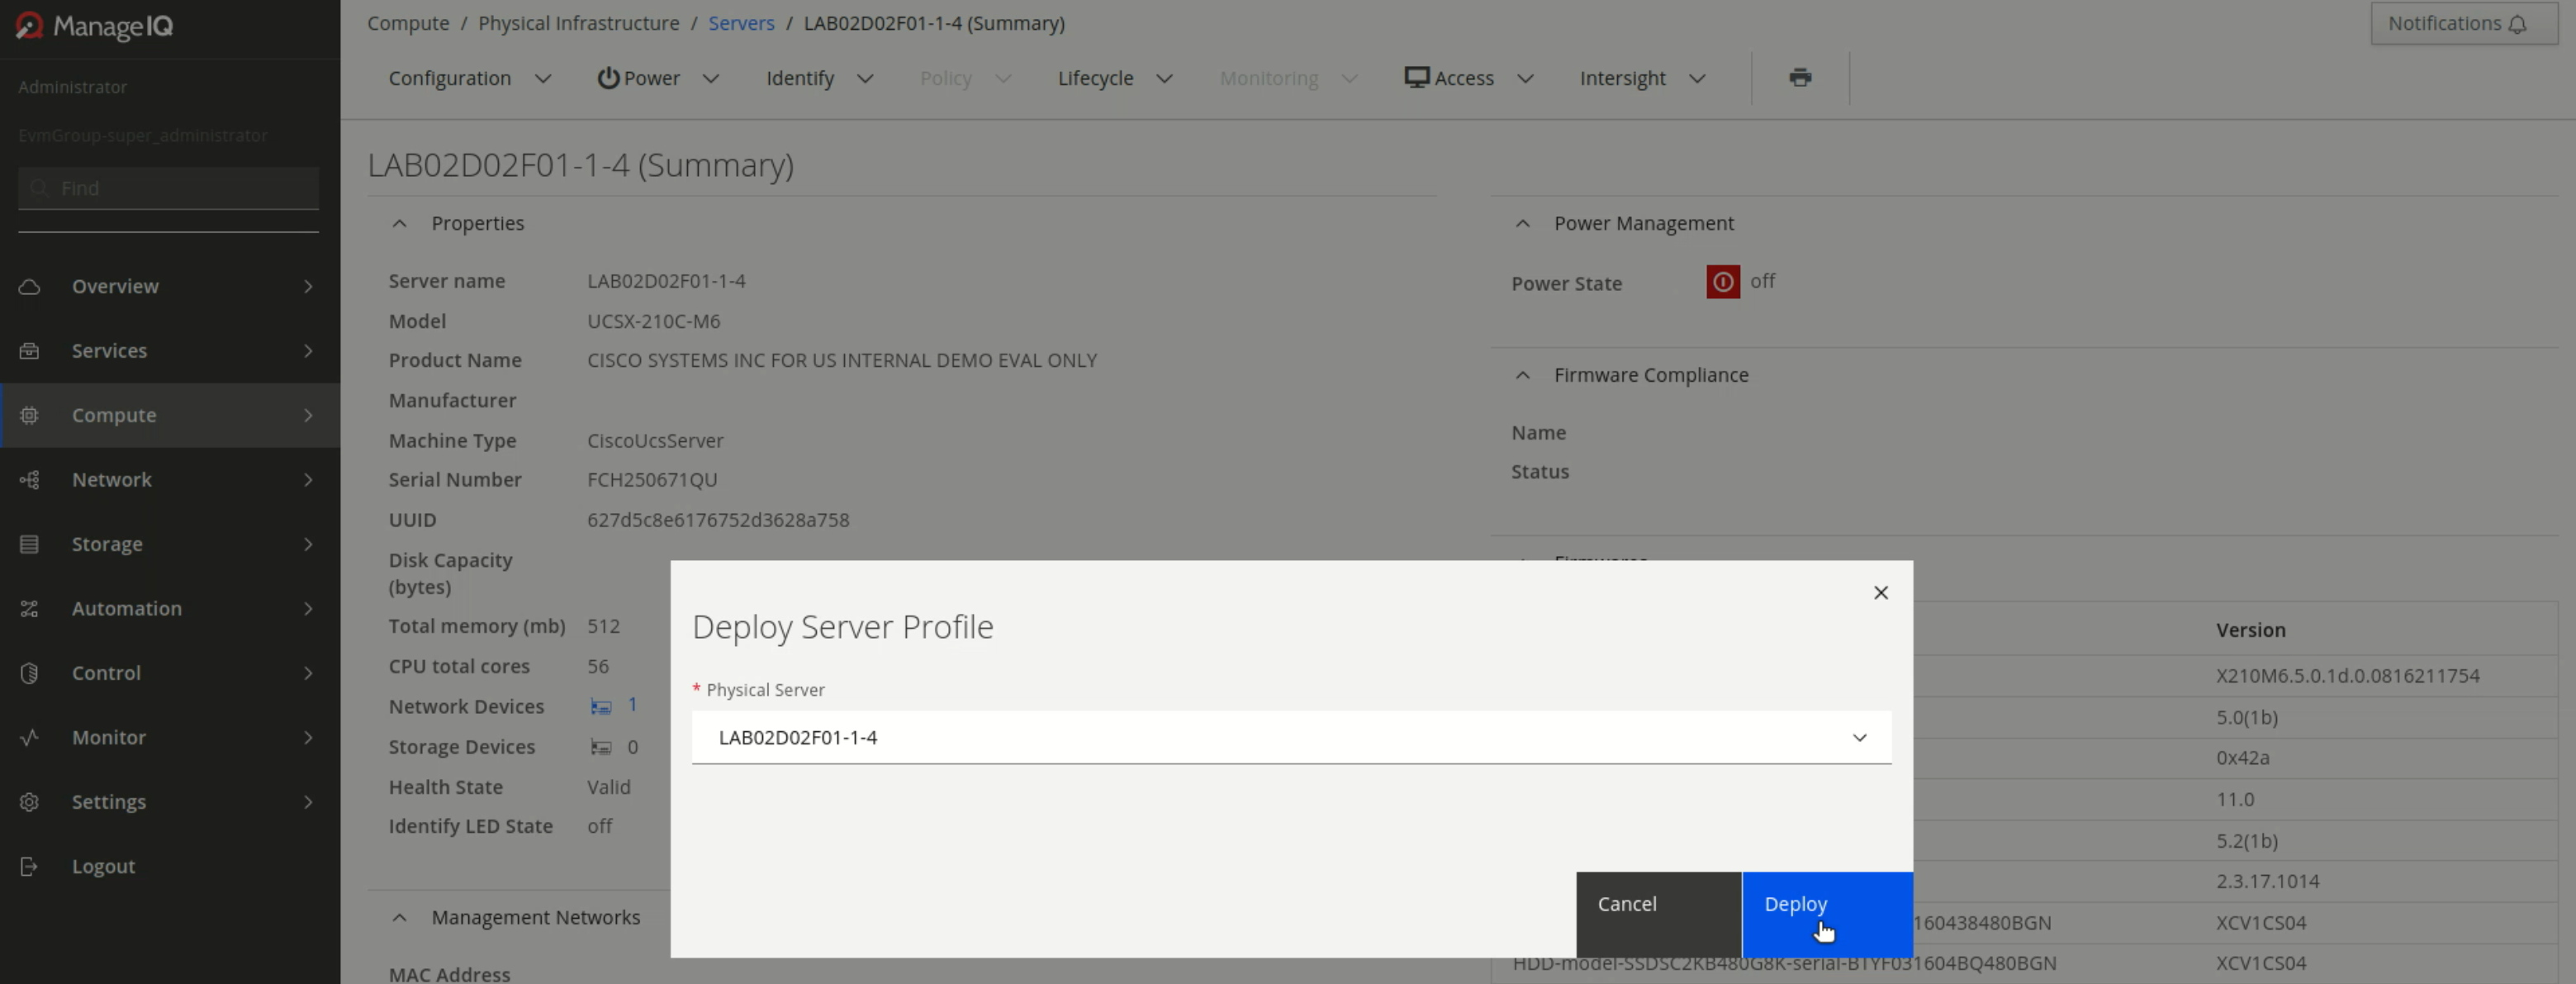 ManageIQ
Administrator
EvmGroup-super_administrator
Find
Overview
Services
Compute
Network
Storage
Automation
Control
Monitor
Settings
Logout
Compute / Physical Infrastructure / Servers / LAB02D02F01-1-4 (Summary)
Notifications
Configuration Power Identify Policy Lifecycle Monitoring Access Intersight
LAB02D02F01-1-4 (Summary)
Properties
Server name LAB02D02F01-1-4
Model UCSX-210C-M6
Product Name CISCO SYSTEMS INC FOR US INTERNAL DEMO EVAL ONLY
Manufacturer
Machine Type CiscoUcsServer
Serial Number FCH250671QU
UUID 627d5c8e6176752d3628a758
Disk Capacity
(bytes)
Total memory (mb) 512
CPU total cores 56
Network Devices 1
Storage Devices 0
Health State Valid
Identify LED State off
Management Networks
MAC Address
Power Management
Power State off
Firmware Compliance
Name
Status
Firmwares
Version
X210M6.5.0.1d.0.0816211754
5.0(1b)
0x42a
11.0
5.2(1b)
2.3.17.1014
160438480BGN XCV1CS04
HDD-model-SSDSC2KB480G8K-serial-BTYF031604BQ480BGN XCV1CS04
Deploy Server Profile
* Physical Server
LAB02D02F01-1-4
Cancel
Deploy